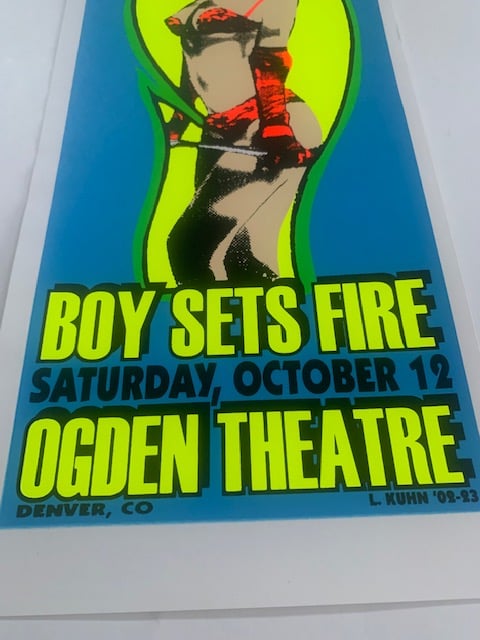 BOY SETS FIRE
SATURDAY, OCTOBER 12
OGDEN THEATRE
DENVER, CO
L. KUHN '02-23